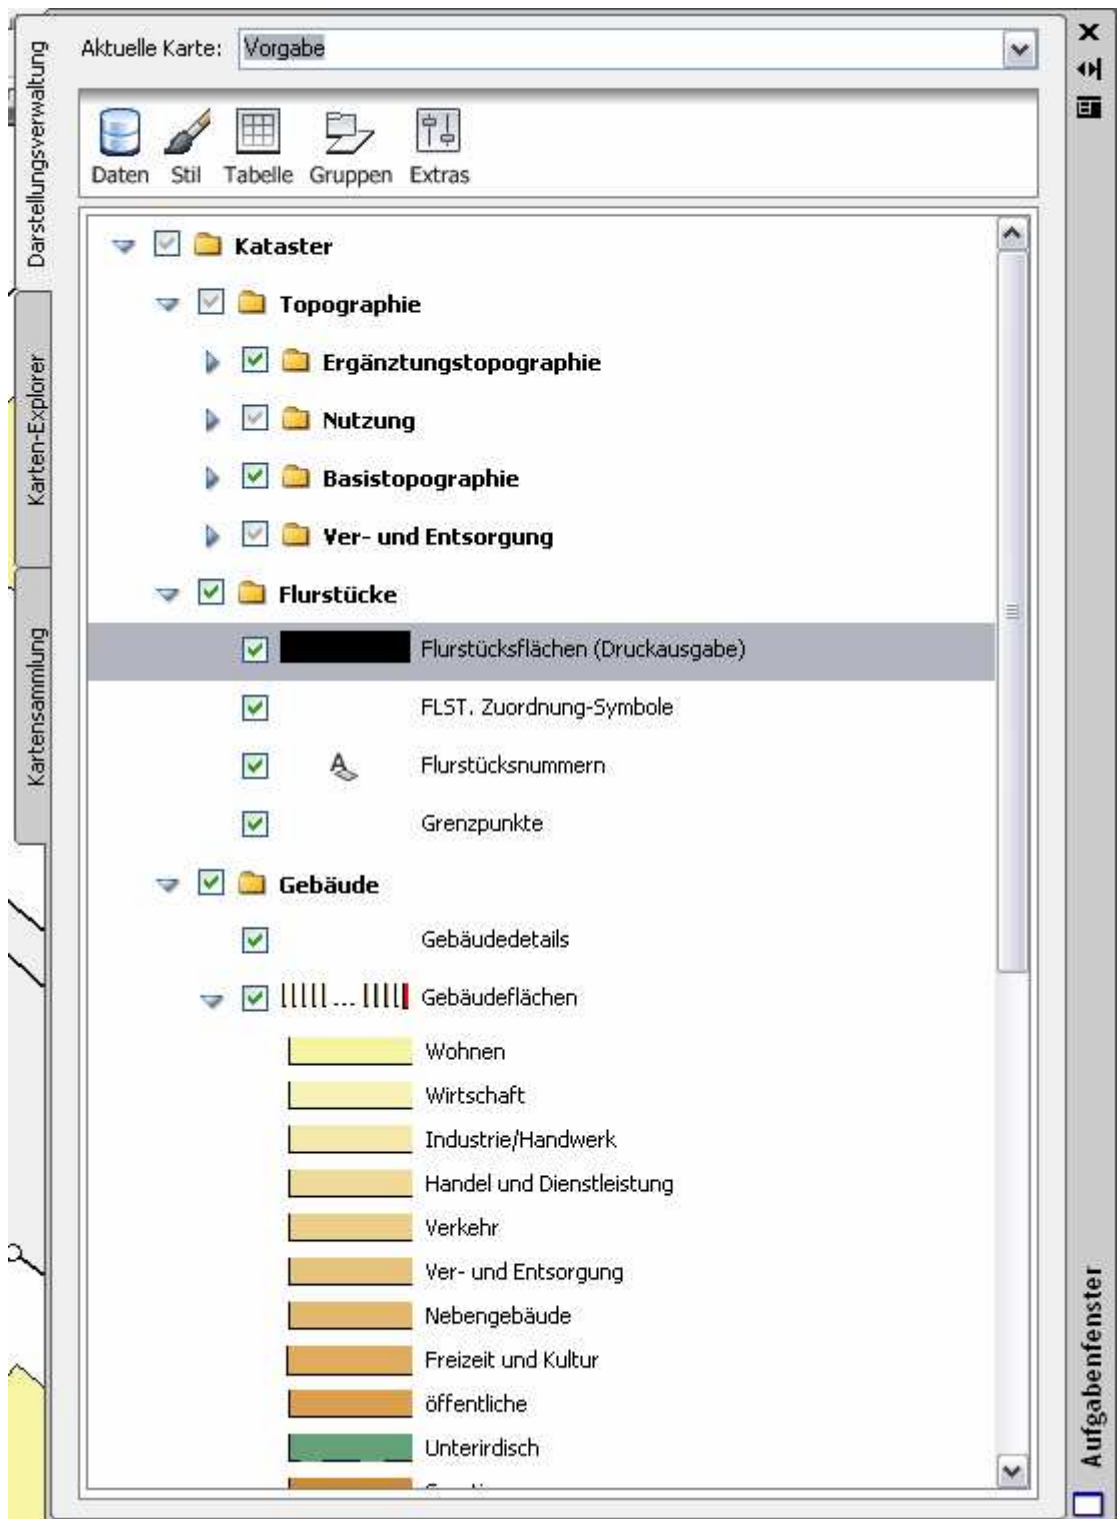 Aktuelle Karte: Vorgabe
Daten Stil Tabelle Gruppen Extras
Darstellungsverwaltung
Karten-Explorer
Kartensammlung
Kataster
Topographie
Ergänztungstopographie
Nutzung
Basistopographie
Ver- und Entsorgung
Flurstücke
Flurstücksflächen (Druckausgabe)
FLST. Zuordnung-Symbole
A
Flurstücksnummern
Grenzpunkte
Gebäude
Gebäudedetails
... Gebäudeflächen
Wohnen
Wirtschaft
Industrie/Handwerk
Handel und Dienstleistung
Verkehr
Ver- und Entsorgung
Nebengebäude
Freizeit und Kultur
öffentliche
Unterirdisch
Aufgabenfenster